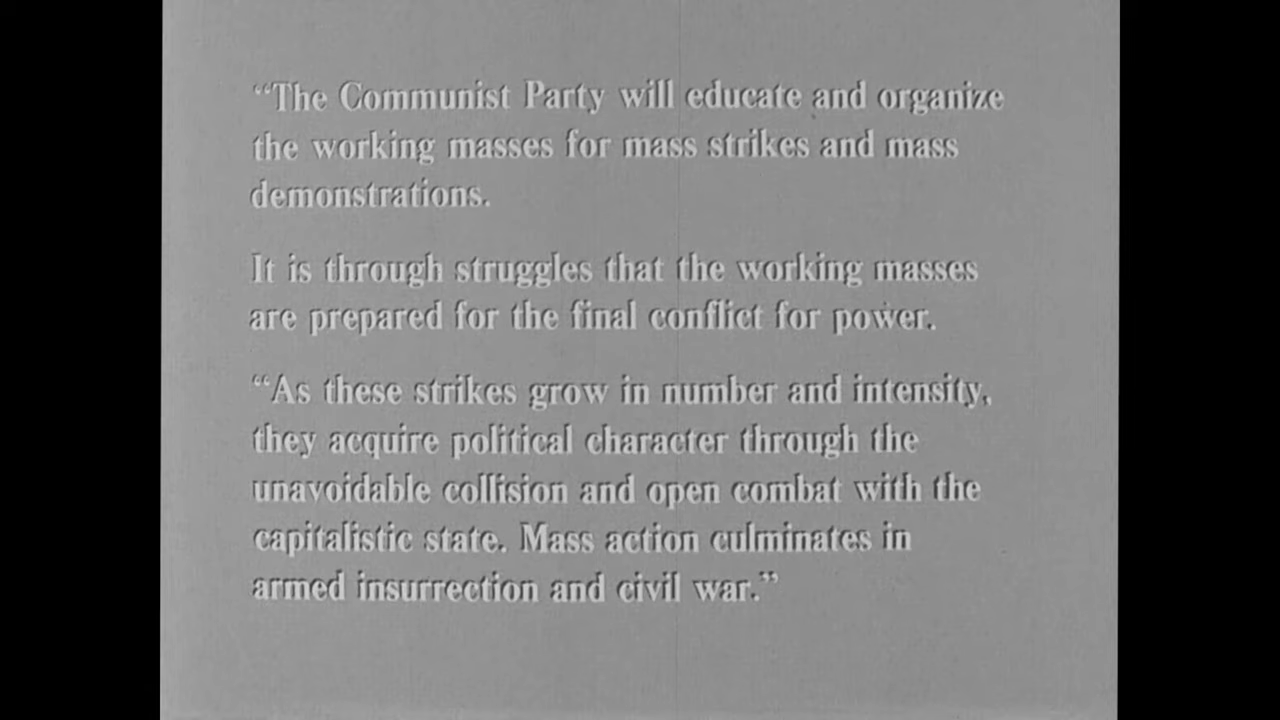 “The Communist Party will educate and organize
the working masses for mass strikes and mass
demonstrations.
It is through struggles that the working masses
are prepared for the final conflict for power.
“As these strikes grow in number and intensity,
they acquire political character through the
unavoidable collision and open combat with the
capitalistic state. Mass action culminates in
armed insurrection and civil war.”